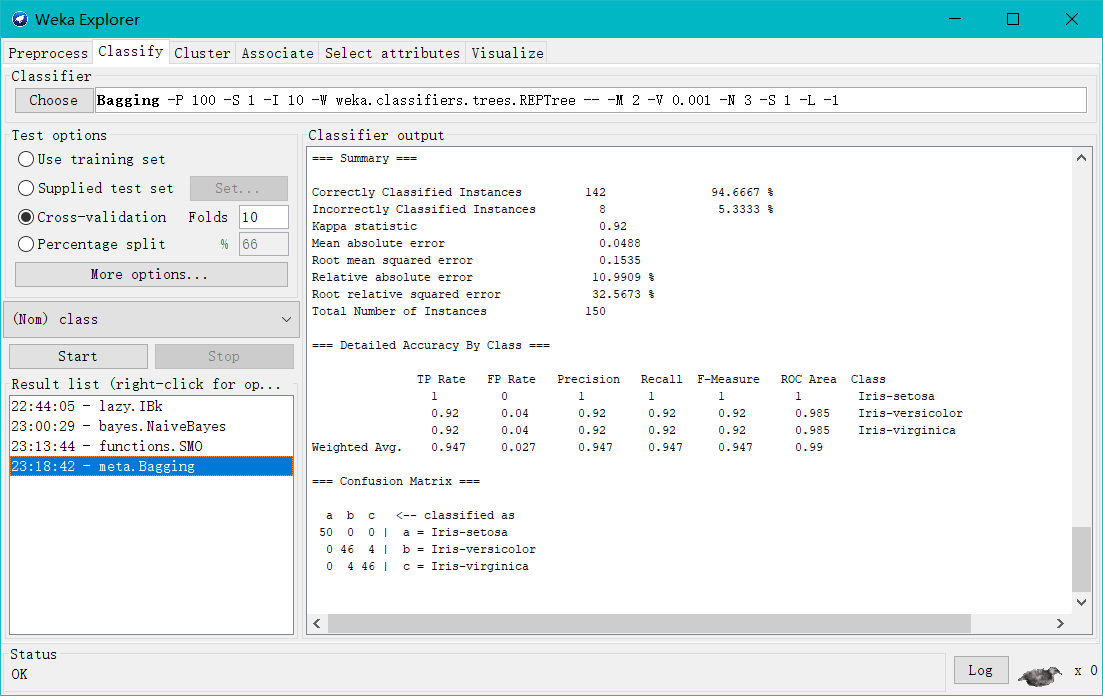 Weka Explorer
Preprocess Classify Cluster Associate Select attributes Visualize
Classifier
Choose Bagging -P 100 -S 1 -I 10 -W weka.classifiers.trees.REPTree -- -M 2 -V 0.001 -N 3 -S 1 -L -1
Test options
Use training set
Supplied test set Set...
Cross-validation Folds 10
Percentage split % 66
More options...
(Nom) class
Start Stop
Result list (right-click for op...
22:44:05 - lazy.IBk
23:00:29 - bayes.NaiveBayes
23:13:44 - functions.SMO
23:18:42 - meta.Bagging
Classifier output
=== Summary ===
Correctly Classified Instances 142 94.6667 %
Incorrectly Classified Instances 8 5.3333 %
Kappa statistic 0.92
Mean absolute error 0.0488
Root mean squared error 0.1535
Relative absolute error 10.9909 %
Root relative squared error 32.5673 %
Total Number of Instances 150
=== Detailed Accuracy By Class ===
TP Rate FP Rate Precision Recall F-Measure ROC Area Class
1 0 1 1 1 1 Iris-setosa
0.92 0.04 0.92 0.92 0.92 0.985 Iris-versicolor
0.92 0.04 0.92 0.92 0.92 0.985 Iris-virginica
Weighted Avg. 0.947 0.027 0.947 0.947 0.947 0.99
=== Confusion Matrix ===
a b c <-- classified as
50 0 0 | a = Iris-setosa
0 46 4 | b = Iris-versicolor
0 4 46 | c = Iris-virginica
Status
OK
Log x 0